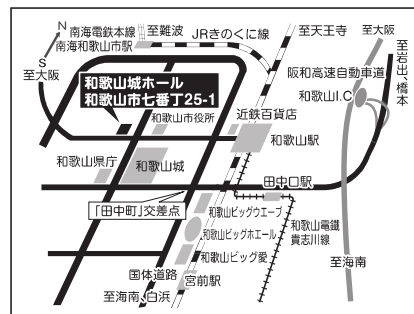 N
S
至大阪
南海電鉄本線
南海和歌山市駅
至難波
JRきのくに線
至天王寺
至大阪
至岩出、橋本
阪和高速自動車道
和歌山I.C
和歌山城ホール
和歌山市七番丁25-1
和歌山市役所
近鉄百貨店
和歌山駅
和歌山県庁
和歌山城
田中口駅
「田中町」交差点
和歌山ビッグウエーブ
和歌山ビッグホエール
和歌山ビッグ愛
和歌山電鐵
貴志川線
国体道路
宮前駅
至海南、白浜
至海南